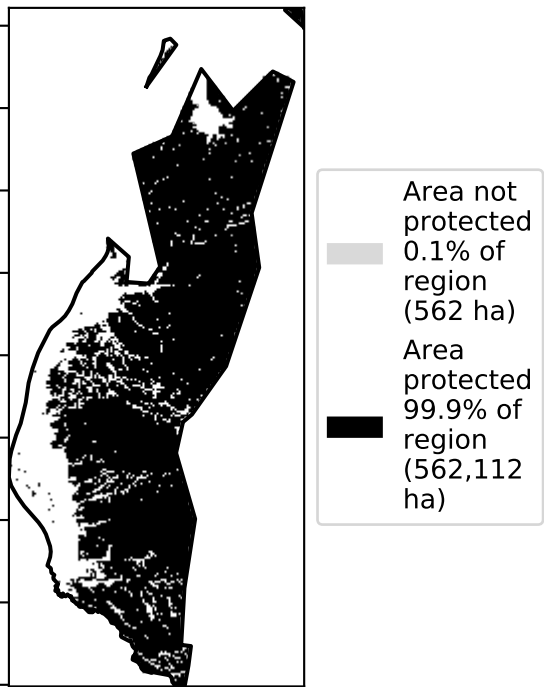 Area not
protected
0.1% of
region
(562 ha)
Area
protected
99.9% of
region
(562,112
ha)